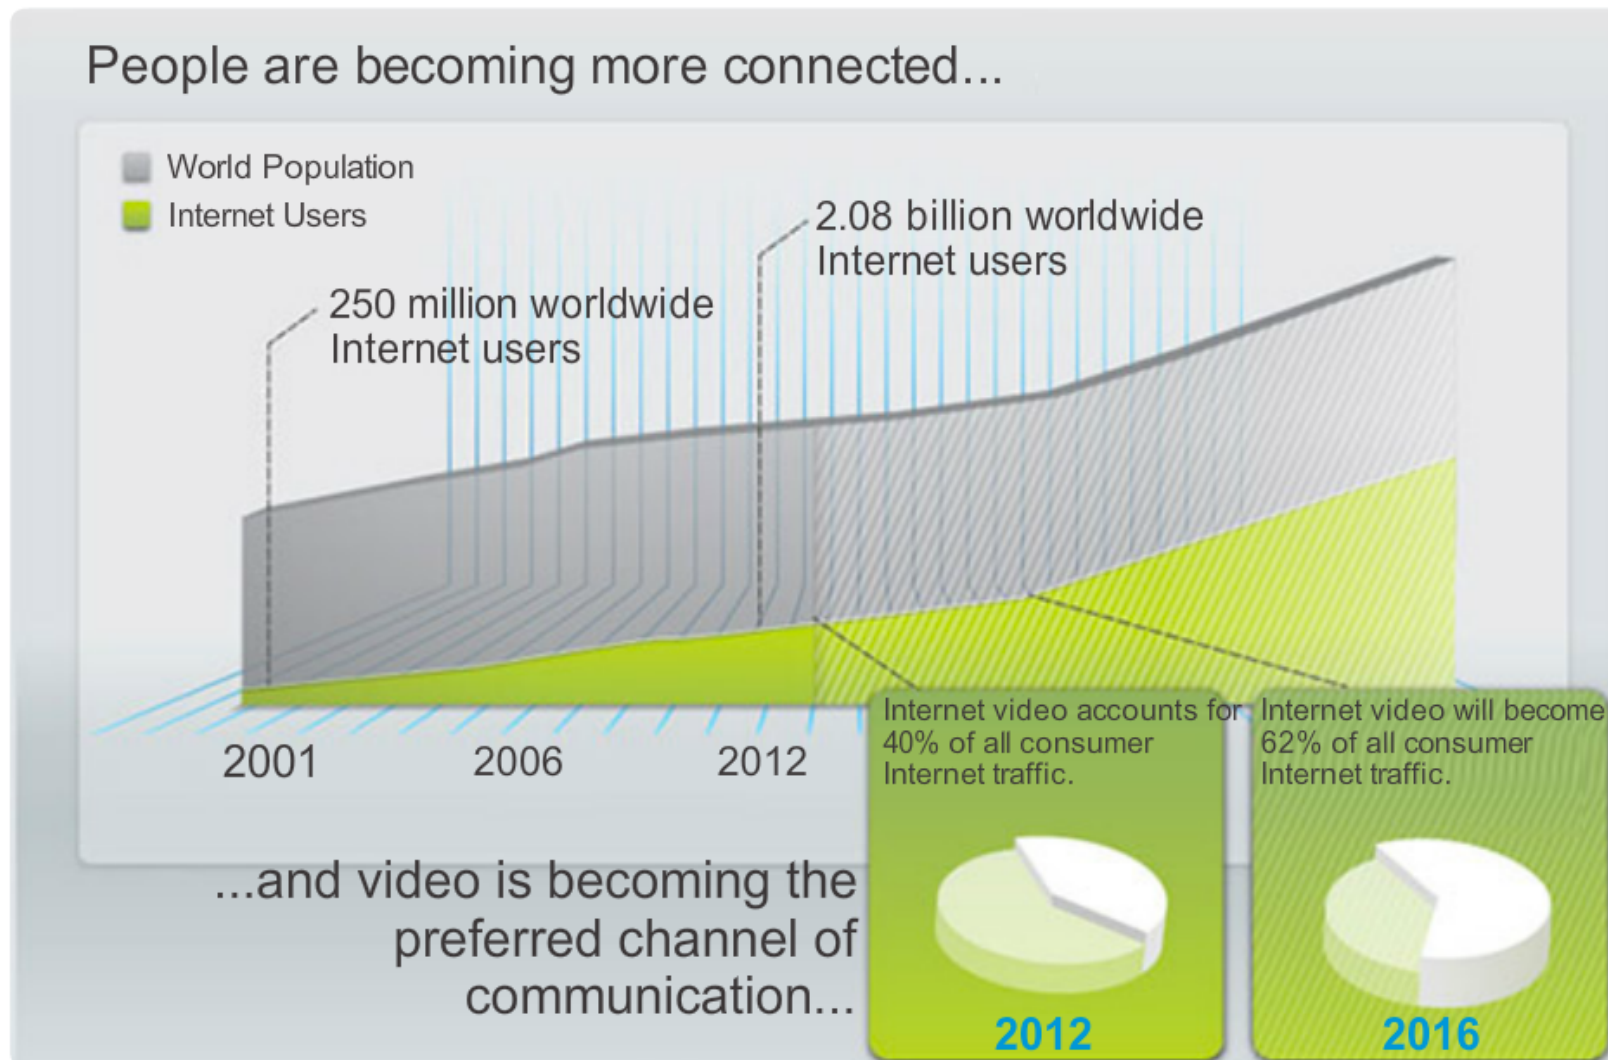 People are becoming more connected...
World Population
Internet Users
2.08 billion worldwide
Internet users
250 million worldwide
Internet users
2001
2006
2012
Internet video accounts for
40% of all consumer
Internet traffic.
2012
Internet video will become
62% of all consumer
Internet traffic.
2016
...and video is becoming the
preferred channel of
communication...